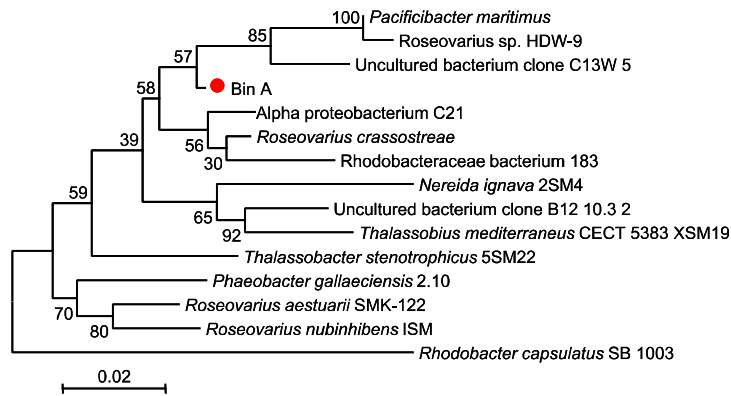 100 Pacificibacter maritimus
85 Roseovarius sp. HDW-9
57
Uncultured bacterium clone C13W 5
58 Bin A
Alpha proteobacterium C21
39 56 Roseovarius crassostreae
30 Rhodobacteraceae bacterium 183
59 Nereida ignava 2SM4
65 Uncultured bacterium clone B12 10.3 2
92 Thalassobius mediterraneus CECT 5383 XSM19
Thalassobacter stenotrophicus 5SM22
Phaeobacter gallaeciensis 2.10
70 Roseovarius aestuarii SMK-122
80 Roseovarius nubinhibens ISM
Rhodobacter capsulatus SB 1003
0.02